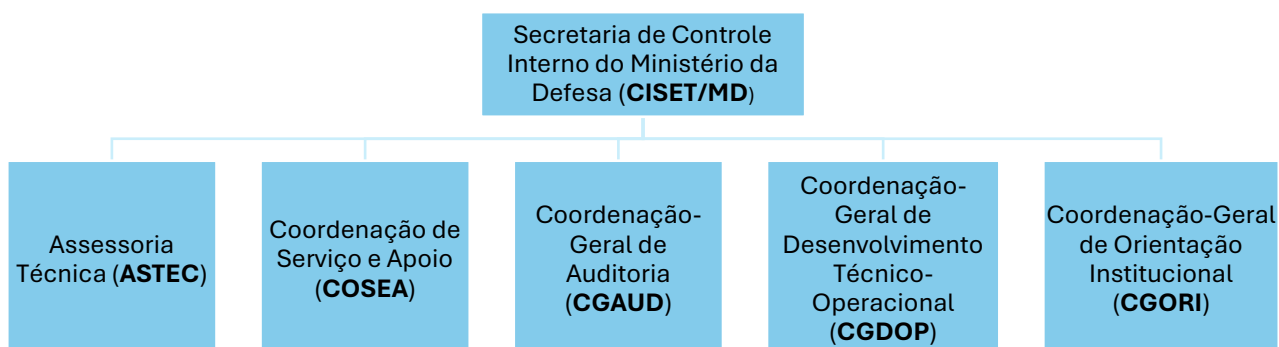 Secretaria de Controle
Interno do Ministério da
Defesa (CISET/MD)
Assessoria
Técnica (ASTEC)
Coordenação de
Serviço e Apoio
(COSEA)
Coordenação-
Geral de
Auditoria
(CGAUD)
Coordenação-
Geral de
Desenvolvimento
Técnico-
Operacional
(CGDOP)
Coordenação-Geral
de Orientação
Institucional
(CGORI)